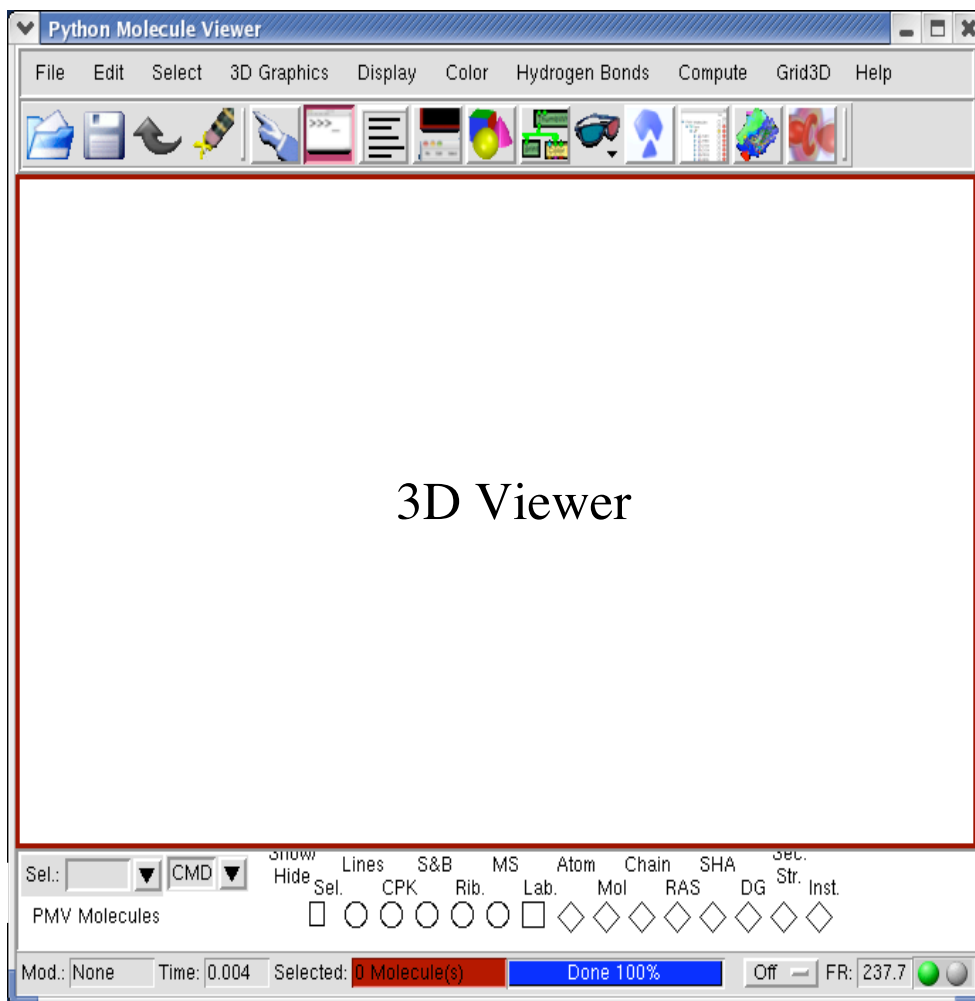 Python Molecule Viewer
File Edit Select 3D Graphics Display Color Hydrogen Bonds Compute Grid3D Help
>>>_
3D Viewer
Show/ Lines S&B MS Atom Chain SHA Sec.
Sel.: CMD Hide Sel. CPK Rib. Lab. Mol RAS DG Str. Inst.
PMV Molecules
Mod.: None Time: 0.004 Selected: 0 Molecule(s) Done 100% Off FR: 237.7